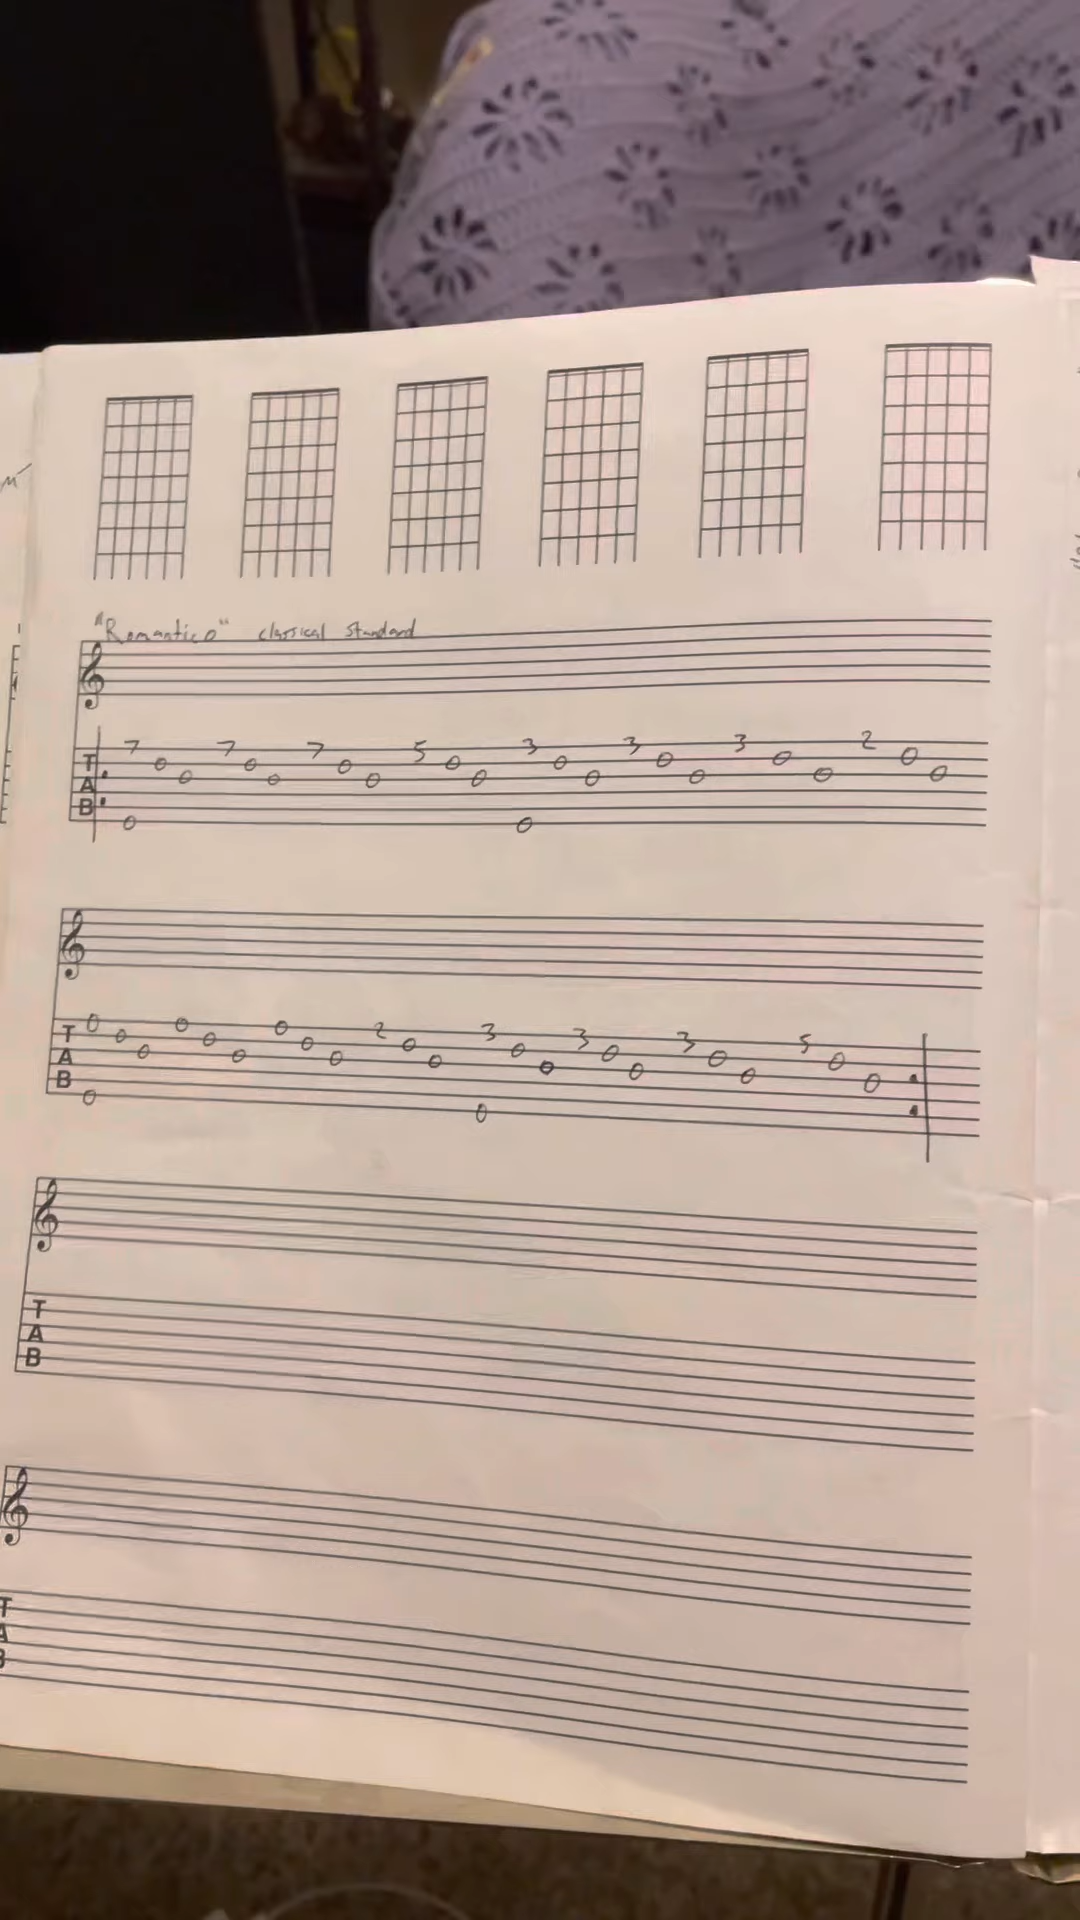 "Romantico" classical Standard
7 0 0 7 0 0 7 0 0 5 0 0 3 0 0 3 0 0 3 0 0 2 0 0
T
A
B
0 0
0 0 0 0 0 0 0 0 0 2 0 0 3 0 0 3 0 0 3 0 0 5 0 0
T
A
B
0 0
T
A
B
T
A
B